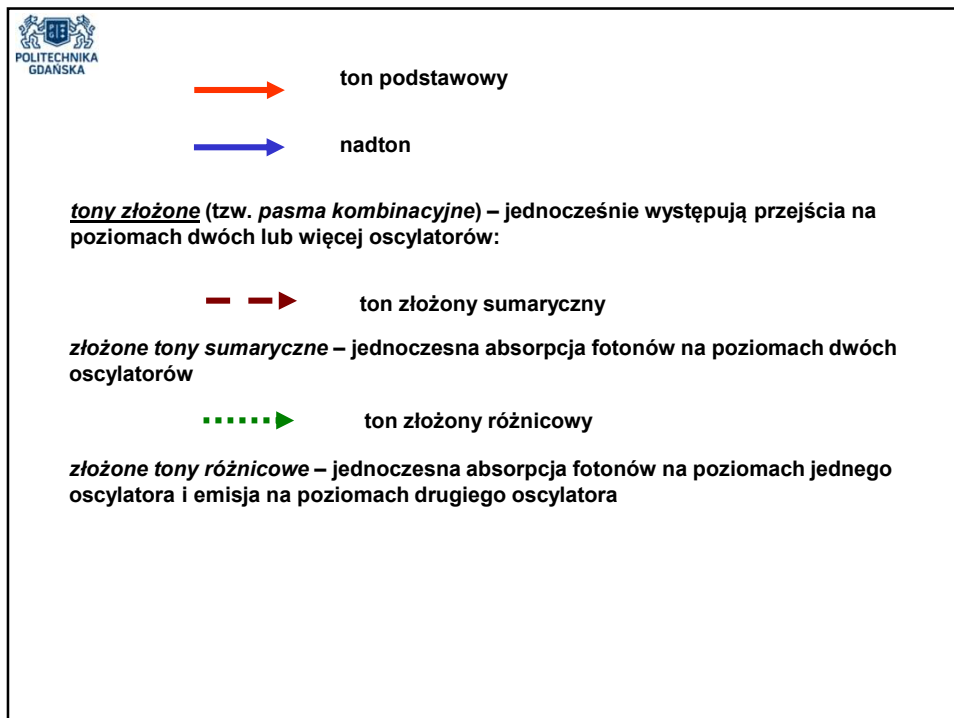 POLITECHNIKA
GDAŃSKA
ton podstawowy
nadton
tony złożone (tzw. pasma kombinacyjne) – jednocześnie występują przejścia na
poziomach dwóch lub więcej oscylatorów:
ton złożony sumaryczny
złożone tony sumaryczne – jednoczesna absorpcja fotonów na poziomach dwóch
oscylatorów
ton złożony różnicowy
złożone tony różnicowe – jednoczesna absorpcja fotonów na poziomach jednego
oscylatora i emisja na poziomach drugiego oscylatora